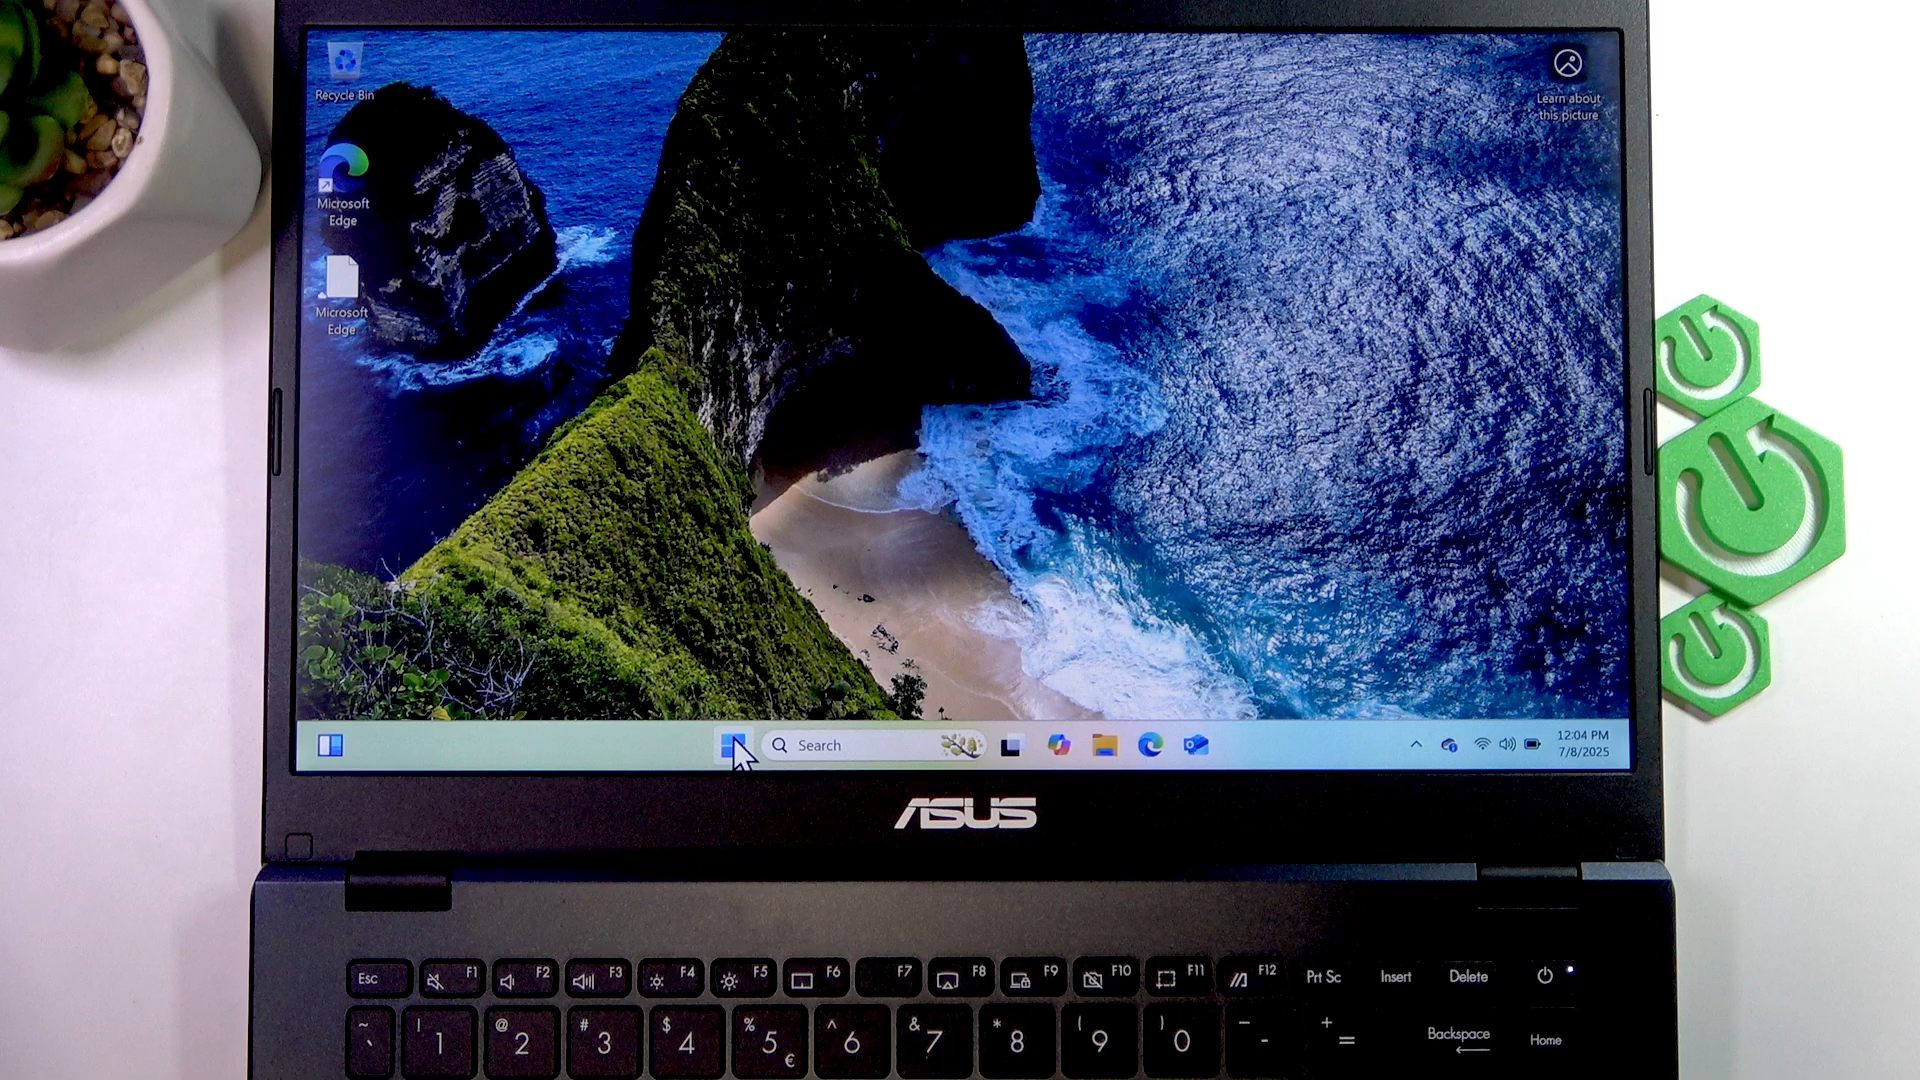 Recycle Bin
Learn about
this picture
Microsoft
Edge
Microsoft
Edge
Search
12:04 PM
7/8/2025
ASUS
Esc
F1
F2
F3
F4
F5
F6
F7
F8
F9
F10
F11
F12
Prt Sc
Insert
Delete
~ `
! 1
@ 2
# 3
$ 4
% 5 €
^ 6
& 7
* 8
( 9
) 0
_ -
+ =
Backspace
Home